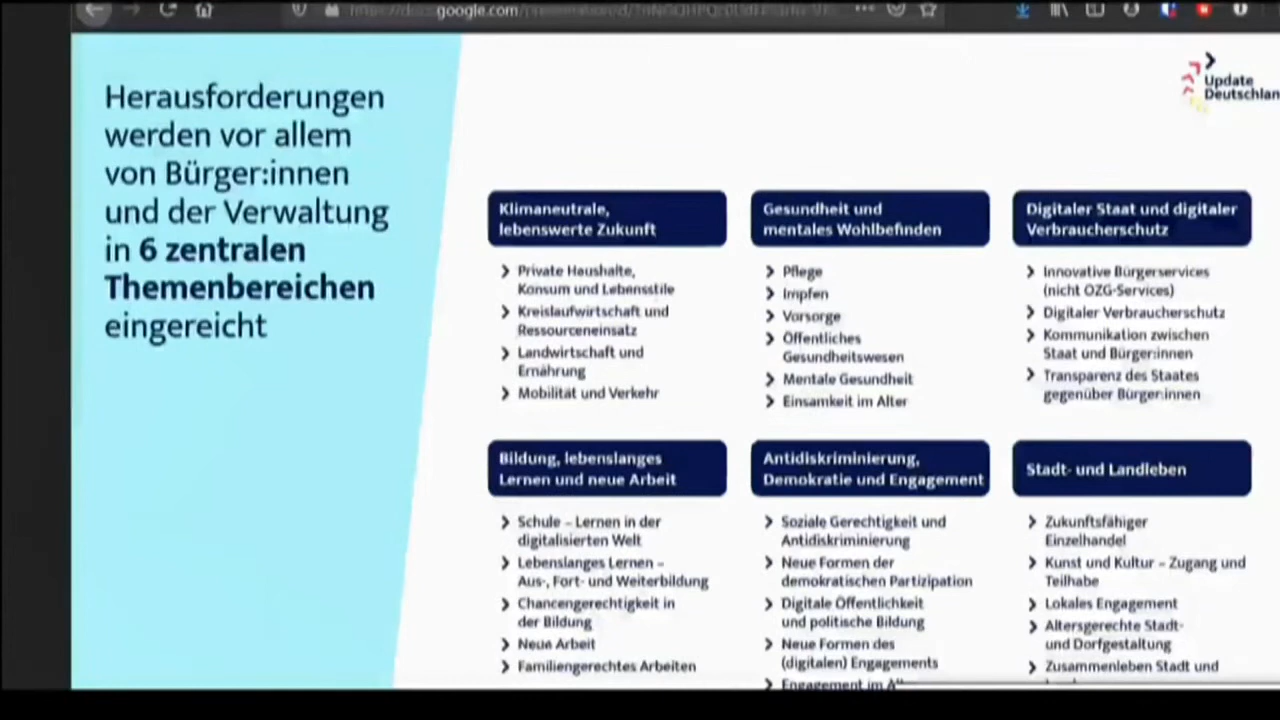 google.com
Herausforderungen
werden vor allem
von Bürger:innen
und der Verwaltung
in 6 zentralen
Themenbereichen
eingereicht
Update
Deutschlan
Klimaneutrale,
lebenswerte Zukunft
> Private Haushalte,
Konsum und Lebensstile
> Kreislaufwirtschaft und
Ressourceneinsatz
> Landwirtschaft und
Ernährung
> Mobilität und Verkehr
Gesundheit und
mentales Wohlbefinden
> Pflege
> Impfen
> Vorsorge
> Öffentliches
Gesundheitswesen
> Mentale Gesundheit
> Einsamkeit im Alter
Digitaler Staat und digitaler
Verbraucherschutz
> Innovative Bürgerservices
(nicht OZG-Services)
> Digitaler Verbraucherschutz
> Kommunikation zwischen
Staat und Bürger:innen
> Transparenz des Staates
gegenüber Bürger:innen
Bildung, lebenslanges
Lernen und neue Arbeit
> Schule – Lernen in der
digitalisierten Welt
> Lebenslanges Lernen –
Aus-, Fort- und Weiterbildung
> Chancengerechtigkeit in
der Bildung
> Neue Arbeit
> Familiengerechtes Arbeiten
Antidiskriminierung,
Demokratie und Engagement
> Soziale Gerechtigkeit und
Antidiskriminierung
> Neue Formen der
demokratischen Partizipation
> Digitale Öffentlichkeit
und politische Bildung
> Neue Formen des
(digitalen) Engagements
> Engagement im
Stadt- und Landleben
> Zukunftsfähiger
Einzelhandel
> Kunst und Kultur – Zugang und
Teilhabe
> Lokales Engagement
> Altersgerechte Stadt-
und Dorfgestaltung
> Zusammenleben Stadt und